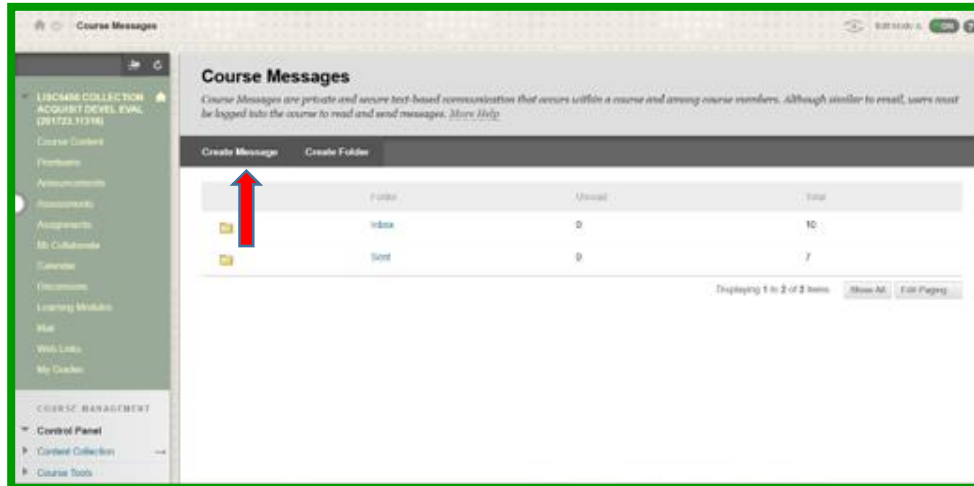 Course Messages
Edit Mode is: ON ?
LISC6450 COLLECTION
ACQUISIT DEVEL EVAL
Course Content
Announcements
Assessments
Assignments
Bb Collaborate
Calendar
Discussions
Learning Modules
Mail
Web Links
My Grades
COURSE MANAGEMENT
Control Panel
Content Collection
Course Tools
Course Messages
Course Messages are private and secure text-based communication that occurs within a course and among course members. Although similar to email, users must
be logged into the course to read and send messages. More Help
Create Message Create Folder
Folder Unread Total
Inbox 0 10
Sent 0 7
Displaying 1 to 2 of 2 items Show All Edit Paging...